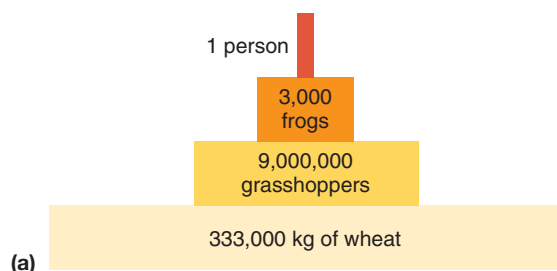 1 person
3,000
frogs
9,000,000
grasshoppers
333,000 kg of wheat
(a)